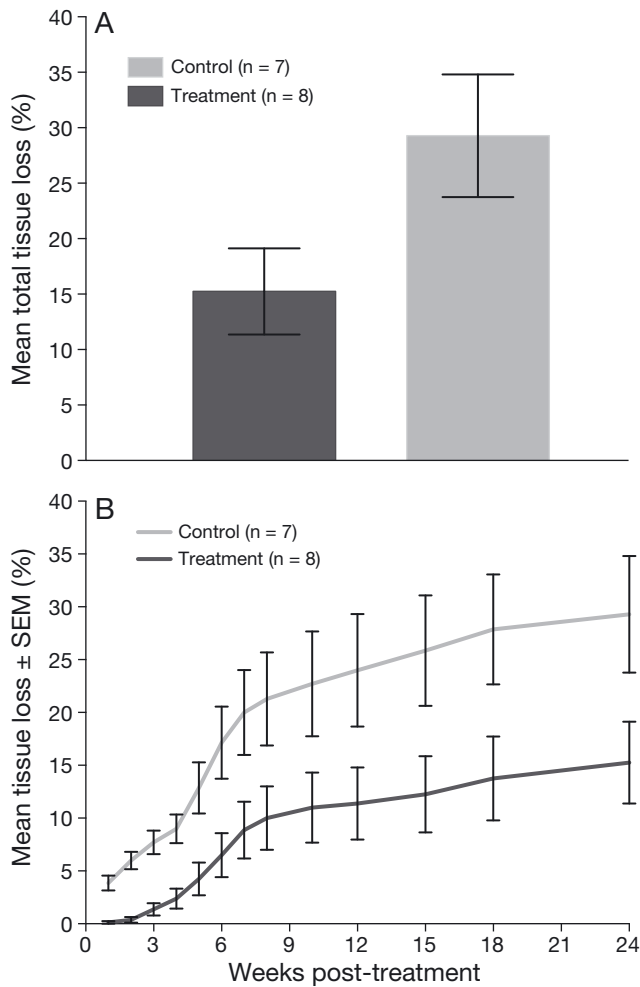 A
40
35
30
25
20
15
10
5
0
Mean total tissue loss (%)
Control (n = 7)
Treatment (n = 8)
B
40
35
30
25
20
15
10
5
0
Mean tissue loss ± SEM (%)
Control (n = 7)
Treatment (n = 8)
0 3 6 9 12 15 18 21 24
Weeks post-treatment